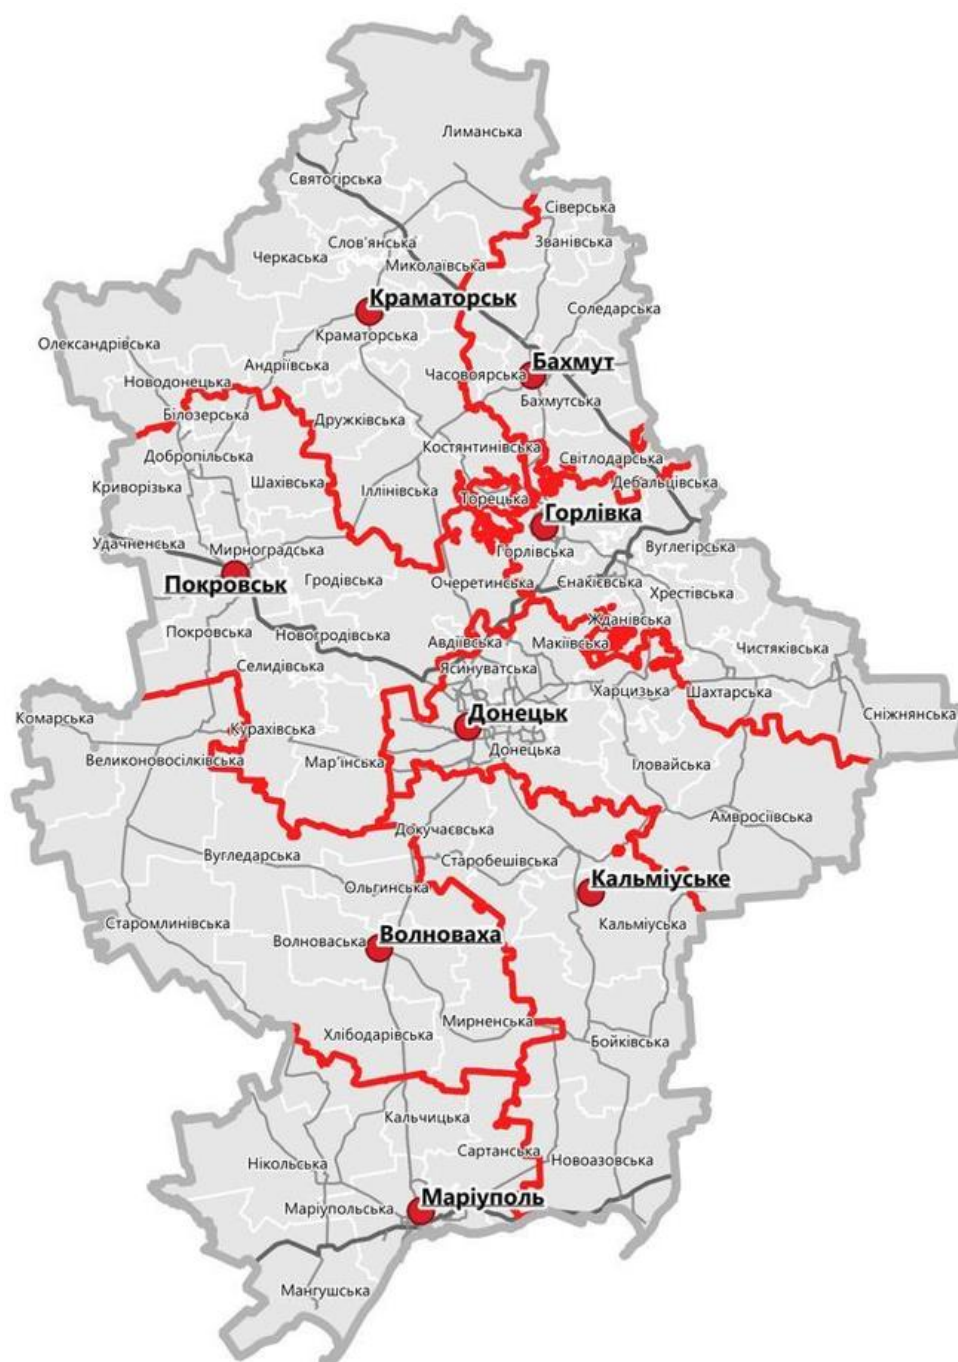 Лиманська
Святогірська
Сіверська
Званівська
Слов'янська
Черкаська
Миколаївська
Краматорськ
Соледарська
Краматорська
Олександрівська
Бахмут
Андріївська
Часовоярська
Новодонецька
Бахмутська
Білозерська
Дружківська
Костянтинівська
Добропільська
Світлодарська
Шахівська
Дебальцівська
Криворізька
Іллінівська
Торецька
Горлівка
Удачненська
Мирноградська
Горлівська
Вуглегірська
Покровськ
Гродівська
Очеретинська
Єнакієвська
Хрестівська
Жданівська
Покровська
Новогродівська
Авдіївська
Макіївська
Чистяківська
Селидівська
Ясинуватська
Харцизька
Шахтарська
Комарська
Донецьк
Сніжнянська
Курахівська
Донецька
Великоновосілківська
Мар'їнська
Іловайська
Амвросіївська
Докучаєвська
Вугледарська
Старобешівська
Ольгинська
Кальміуське
Старомлинівська
Кальміуська
Волноваха
Волноваська
Мирненська
Хлібодарівська
Бойківська
Кальчицька
Сартанська
Нікольська
Новоазовська
Маріуполь
Маріупольська
Мангушська